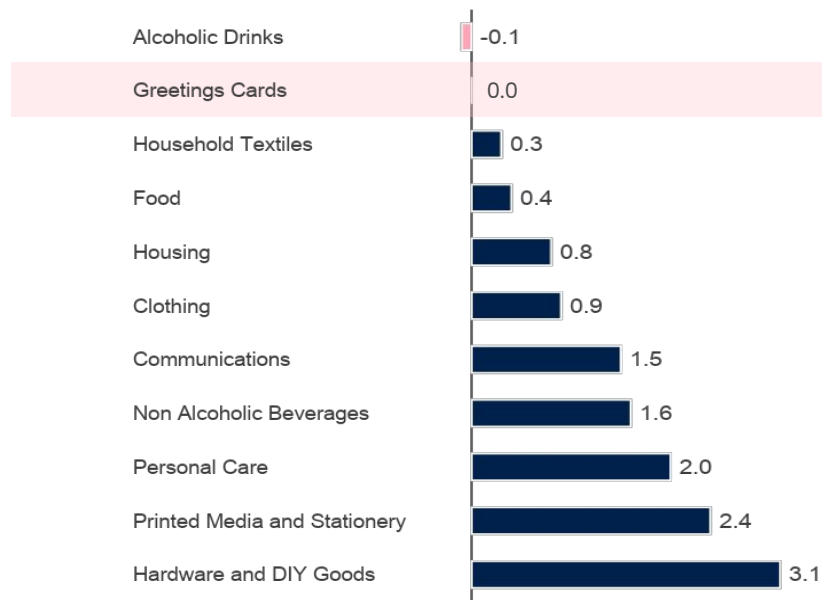 Alcoholic Drinks -0.1
Greetings Cards 0.0
Household Textiles 0.3
Food 0.4
Housing 0.8
Clothing 0.9
Communications 1.5
Non Alcoholic Beverages 1.6
Personal Care 2.0
Printed Media and Stationery 2.4
Hardware and DIY Goods 3.1